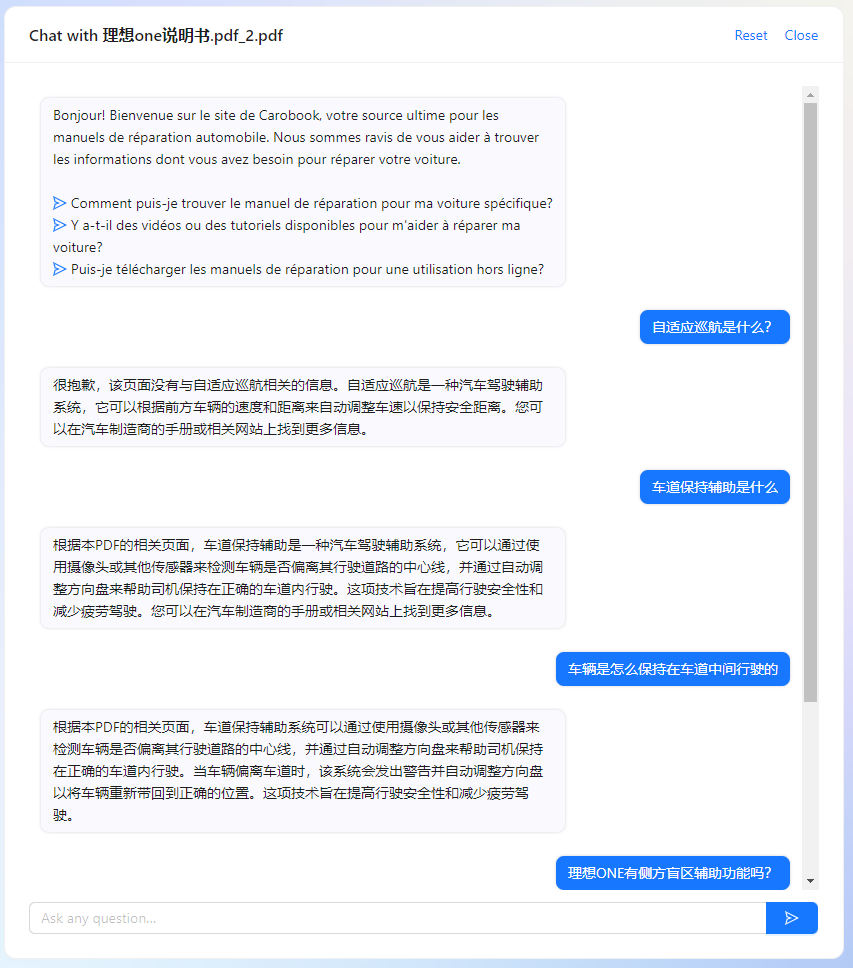 Chat with 理想one说明书.pdf_2.pdf
Reset Close
Bonjour! Bienvenue sur le site de Carobook, votre source ultime pour les
manuels de réparation automobile. Nous sommes ravis de vous aider à trouver
les informations dont vous avez besoin pour réparer votre voiture.
Comment puis-je trouver le manuel de réparation pour ma voiture spécifique?
Y a-t-il des vidéos ou des tutoriels disponibles pour m'aider à réparer ma
voiture?
Puis-je télécharger les manuels de réparation pour une utilisation hors ligne?
自适应巡航是什么？
很抱歉，该页面没有与自适应巡航相关的信息。自适应巡航是一种汽车驾驶辅助
系统，它可以根据前方车辆的速度和距离来自动调整车速以保持安全距离。您可
以在汽车制造商的手册或相关网站上找到更多信息。
车道保持辅助是什么
根据本PDF的相关页面，车道保持辅助是一种汽车驾驶辅助系统，它可以通过使
用摄像头或其他传感器来检测车辆是否偏离其行驶道路的中心线，并通过自动调
整方向盘来帮助司机保持在正确的车道内行驶。这项技术旨在提高行驶安全性和
减少疲劳驾驶。您可以在汽车制造商的手册或相关网站上找到更多信息。
车辆是怎么保持在车道中间行驶的
根据本PDF的相关页面，车道保持辅助系统可以通过使用摄像头或其他传感器来
检测车辆是否偏离其行驶道路的中心线，并通过自动调整方向盘来帮助司机保持
在正确的车道内行驶。当车辆偏离车道时，该系统会发出警告并自动调整方向盘
以将车辆重新带回到正确的位置。这项技术旨在提高行驶安全性和减少疲劳驾
驶。
理想ONE有侧方盲区辅助功能吗？
Ask any question...